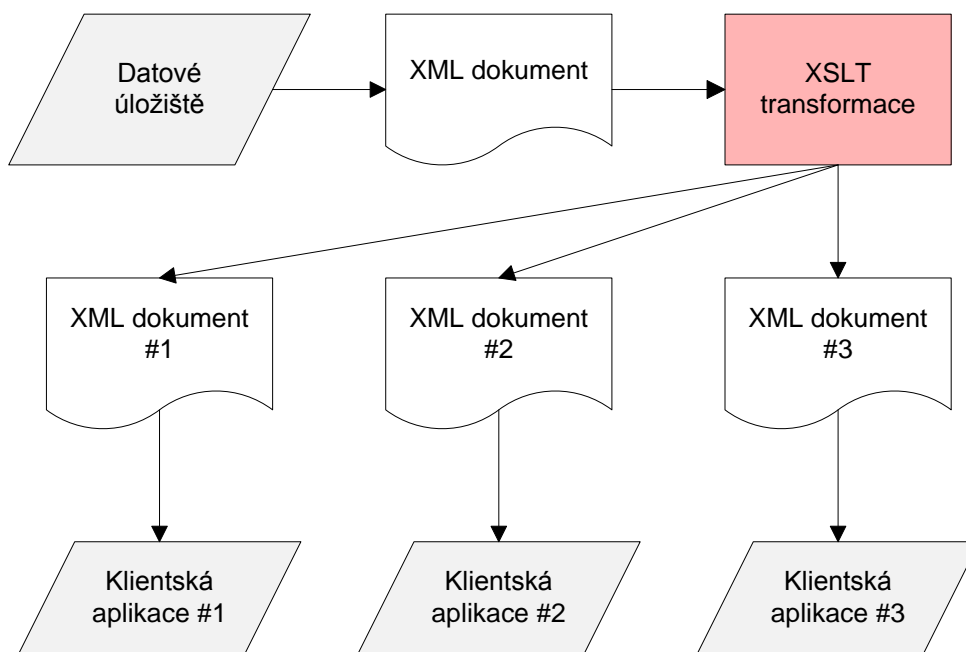 Datové
úložiště
XML dokument
XSLT
transformace
XML dokument
#1
XML dokument
#2
XML dokument
#3
Klientská
aplikace #1
Klientská
aplikace #2
Klientská
aplikace #3